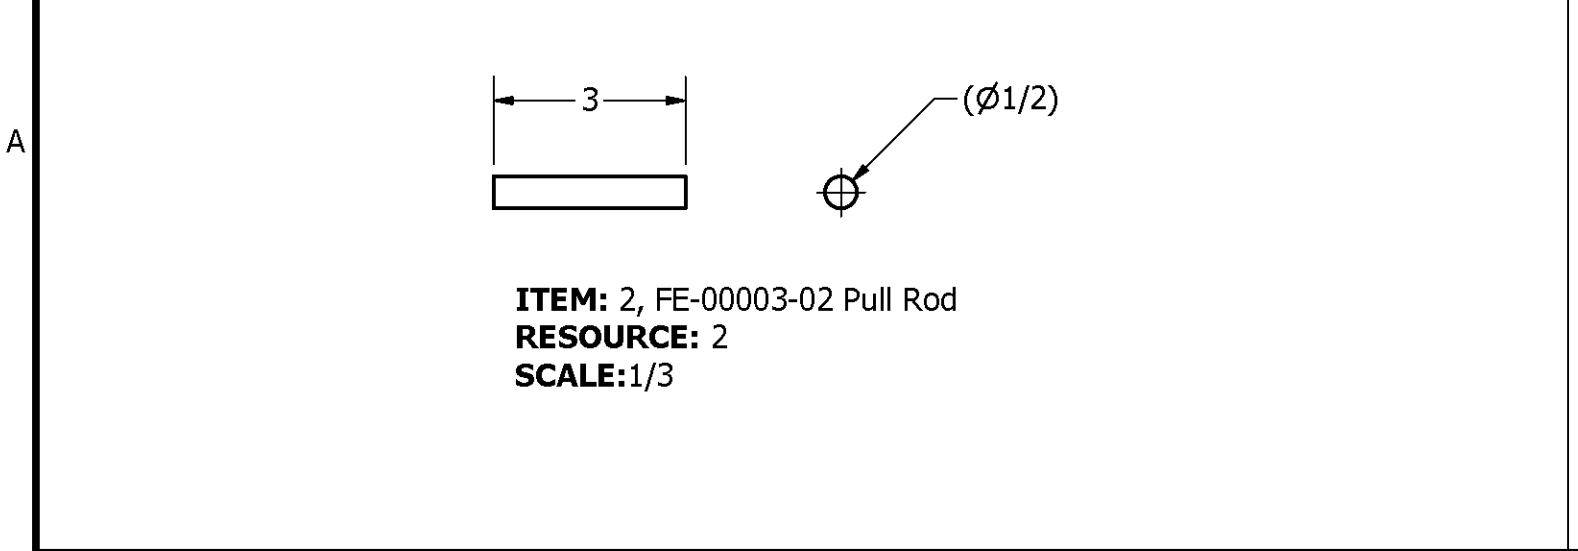 3
(Ø1/2)
A
ITEM: 2, FE-00003-02 Pull Rod
RESOURCE: 2
SCALE:1/3